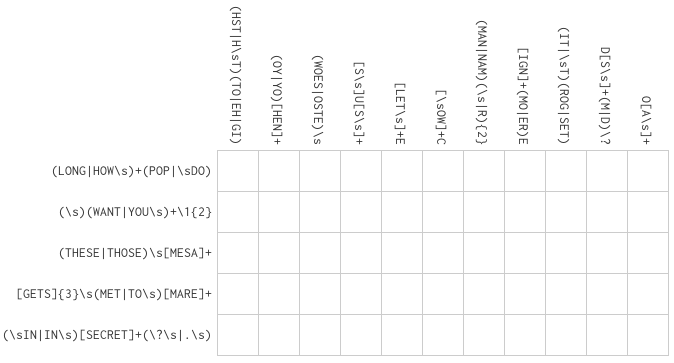 (HST|H\sT)(TO|EH|GI)
(OY|YO)[HEN]+
(WOES|OSTE)\s
[S\s]U[S\s]+
[LET\s]+E
[\sOW]+C
(MAN|NAM)(\s|R){2}
[IGN]+(MO|ER)E
(IT|\sT)(ROG|SET)
D[S\s]+(M|D)\?
O[A\s]+
(LONG|HOW\s)+(POP|\sDO)
(\s)(WANT|YOU\s)+\1{2}
(THESE|THOSE)\s[MESA]+
[GETS]{3}\s(MET|TO\s)[MARE]+
(\sIN|IN\s)[SECRET]+(\?\s|.\s)